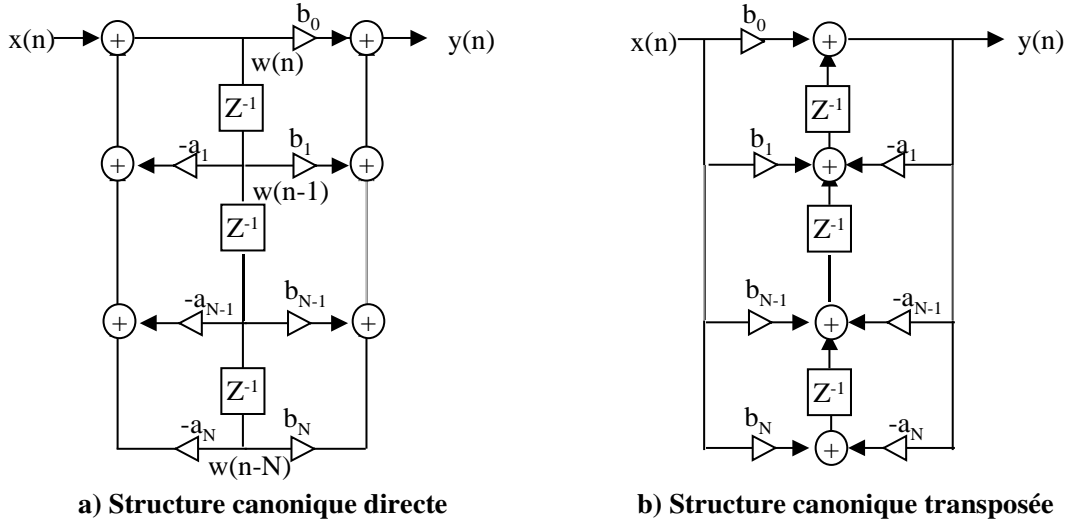 x(n) + b0 + y(n)
w(n)
Z-1
+ -a1 b1 +
w(n-1)
Z-1
+ -aN-1 bN-1 +
Z-1
-aN bN
w(n-N)
a) Structure canonique directe
x(n) b0 + y(n)
Z-1
b1 + -a1
Z-1
bN-1 + -aN-1
Z-1
bN + -aN
b) Structure canonique transposée